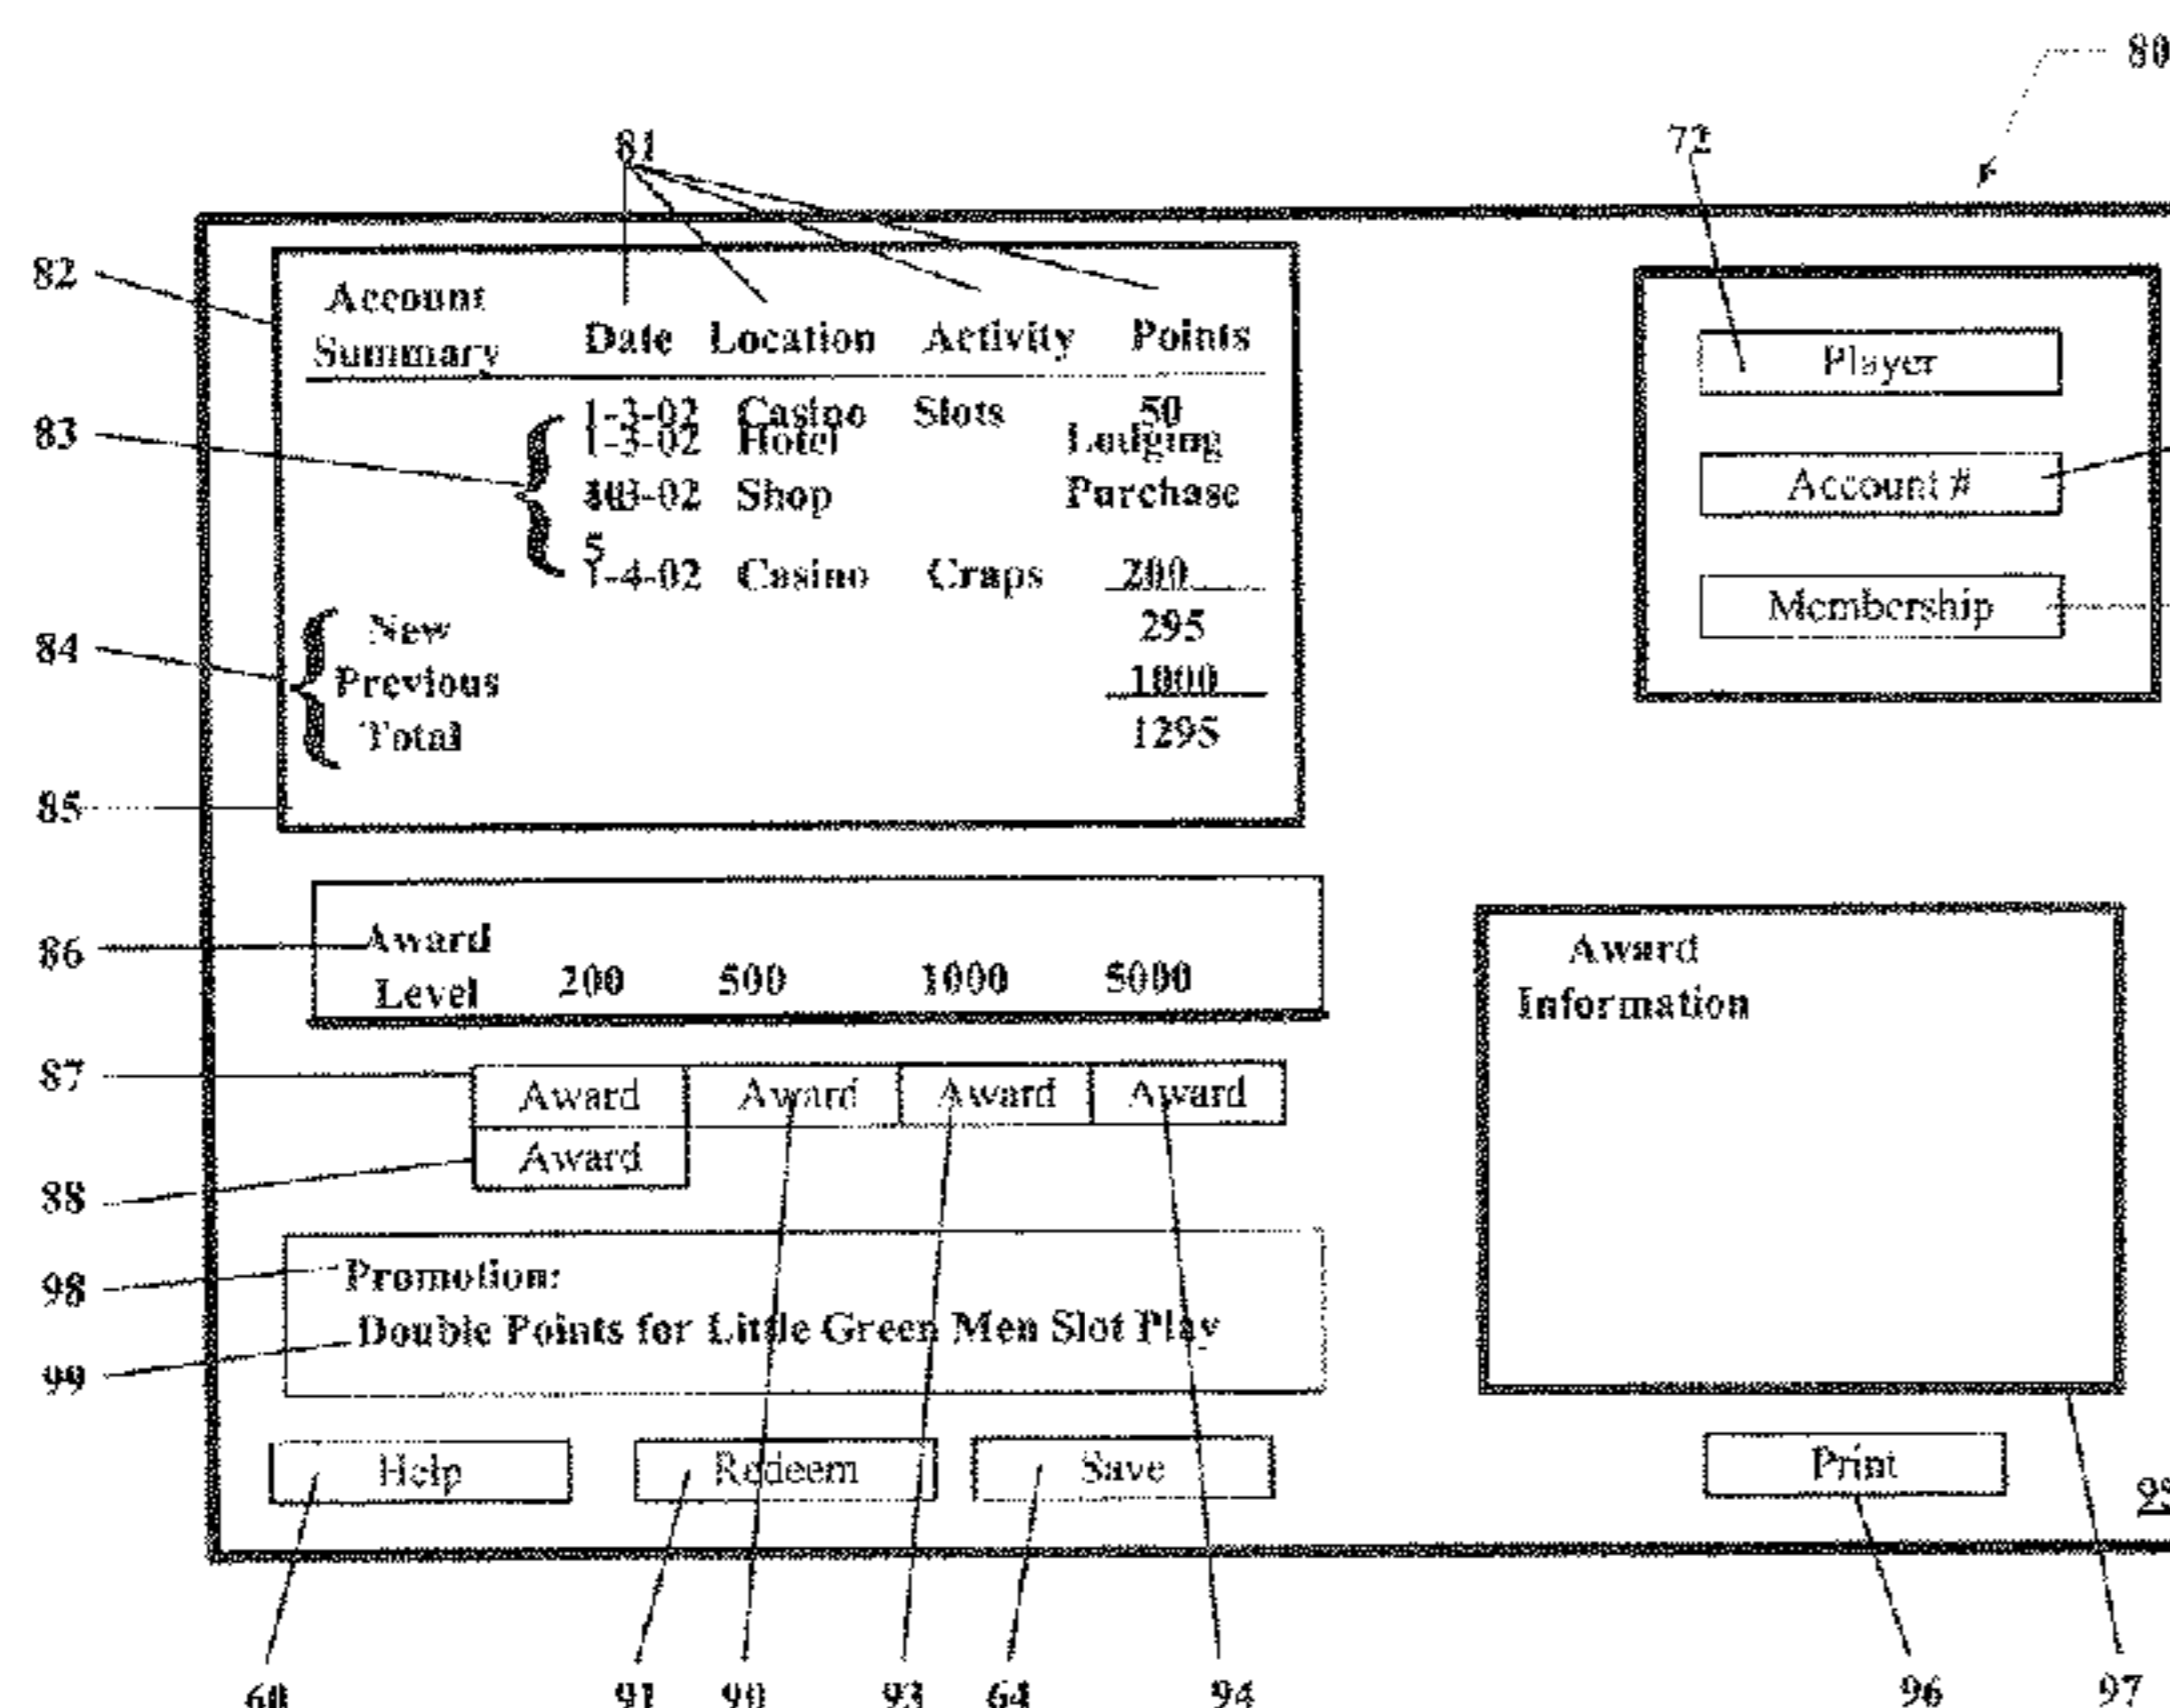 80
81
72
82
Account
Summary
Date Location Activity Points
Player
83
1-3-02 Casino Slots 50
1-3-02 Hotel Lodging
3-02 Shop Purchase
5
1-4-02 Casino Craps 200
Account #
Membership
84
New 295
Previous 1000
Total 1295
85
86
Award
Level 200 500 1000 5000
Award
Information
87
Award Award Award Award
88
Award
98
Promotion:
99
Double Points for Little Green Men Slot Play
Help Redeem Save Print
60 91 90 93 64 94 96 97